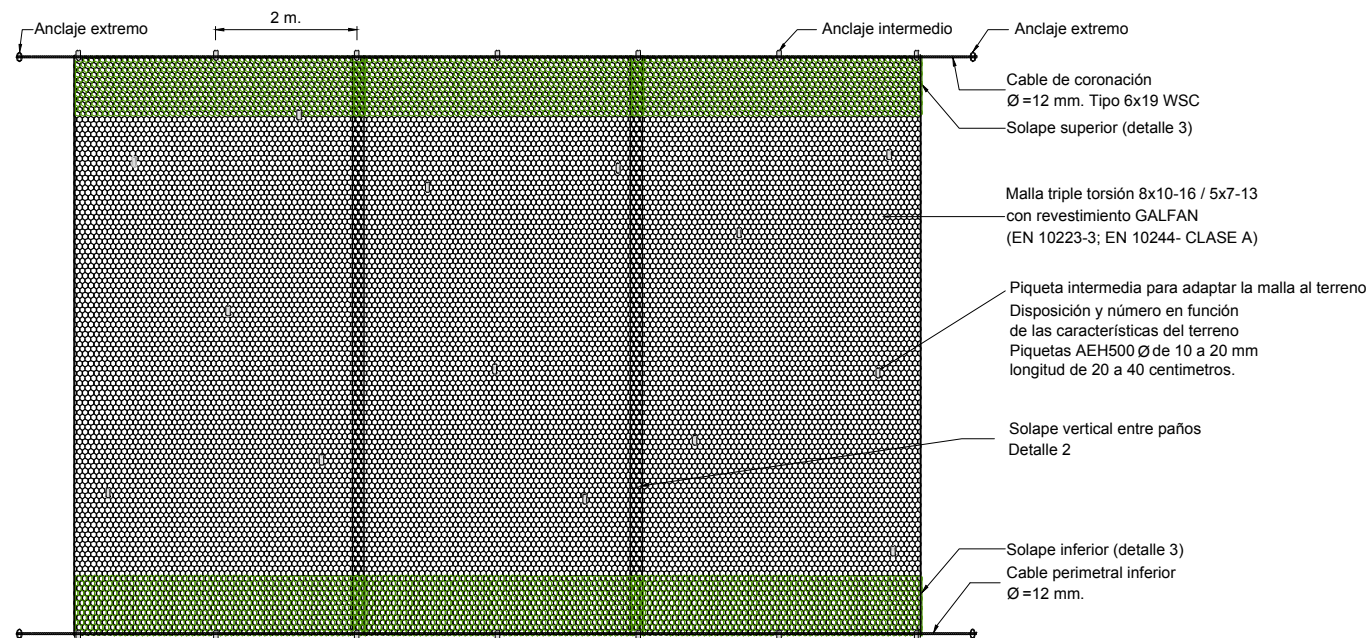 2 m.
Anclaje extremo
Anclaje intermedio
Anclaje extremo
Cable de coronación
Ø =12 mm. Tipo 6x19 WSC
Solape superior (detalle 3)
Malla triple torsión 8x10-16 / 5x7-13
con revestimiento GALFAN
(EN 10223-3; EN 10244- CLASE A)
Piqueta intermedia para adaptar la malla al terreno
Disposición y número en función
de las características del terreno
Piquetas AEH500 Ø de 10 a 20 mm
longitud de 20 a 40 centimetros.
Solape vertical entre paños
Detalle 2
Solape inferior (detalle 3)
Cable perimetral inferior
Ø =12 mm.